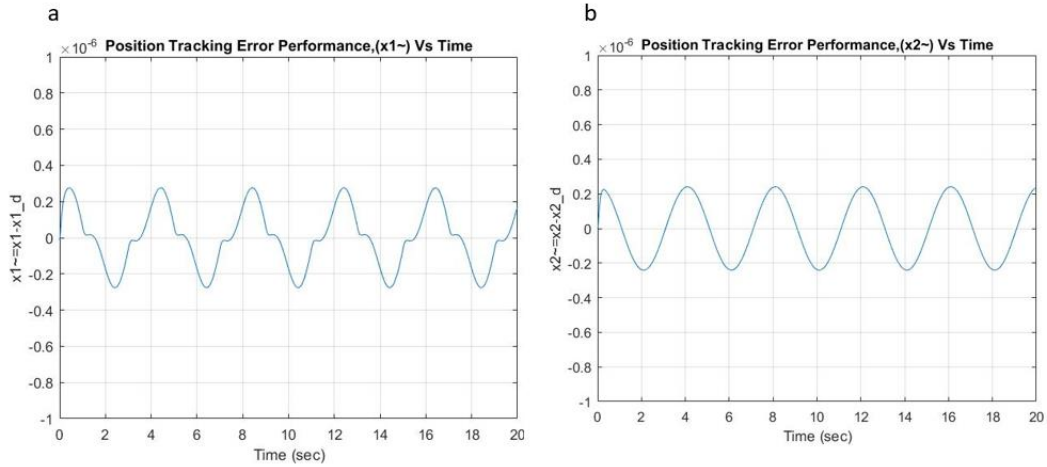 a
×10⁻⁶ Position Tracking Error Performance,(x1~) Vs Time
1
0.8
0.6
0.4
0.2
0
-0.2
-0.4
-0.6
-0.8
-1
x1~=x1-x1_d
0 2 4 6 8 10 12 14 16 18 20
Time (sec)
b
×10⁻⁶ Position Tracking Error Performance,(x2~) Vs Time
1
0.8
0.6
0.4
0.2
0
-0.2
-0.4
-0.6
-0.8
-1
x2~=x2-x2_d
0 2 4 6 8 10 12 14 16 18 20
Time (sec)